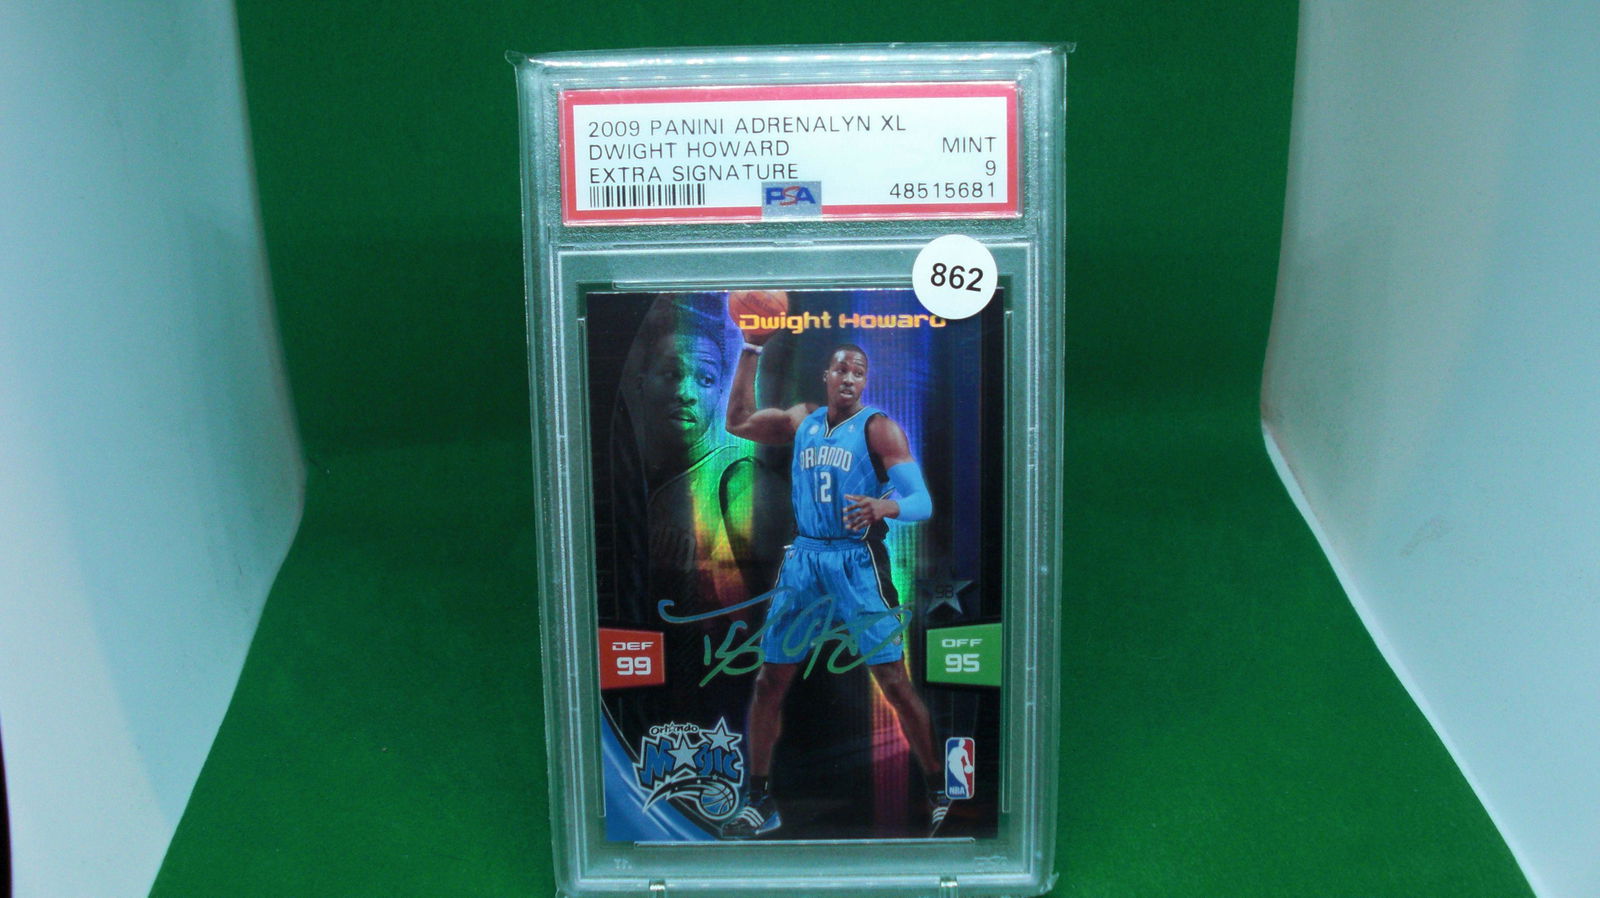 2009 PANINI ADRENALYN XL
DWIGHT HOWARD
EXTRA SIGNATURE
MINT
9
48515681
PSA
862
Dwight Howard
ORLANDO
12
98
DEF
99
OFF
95
Orlando
Magic
NBA